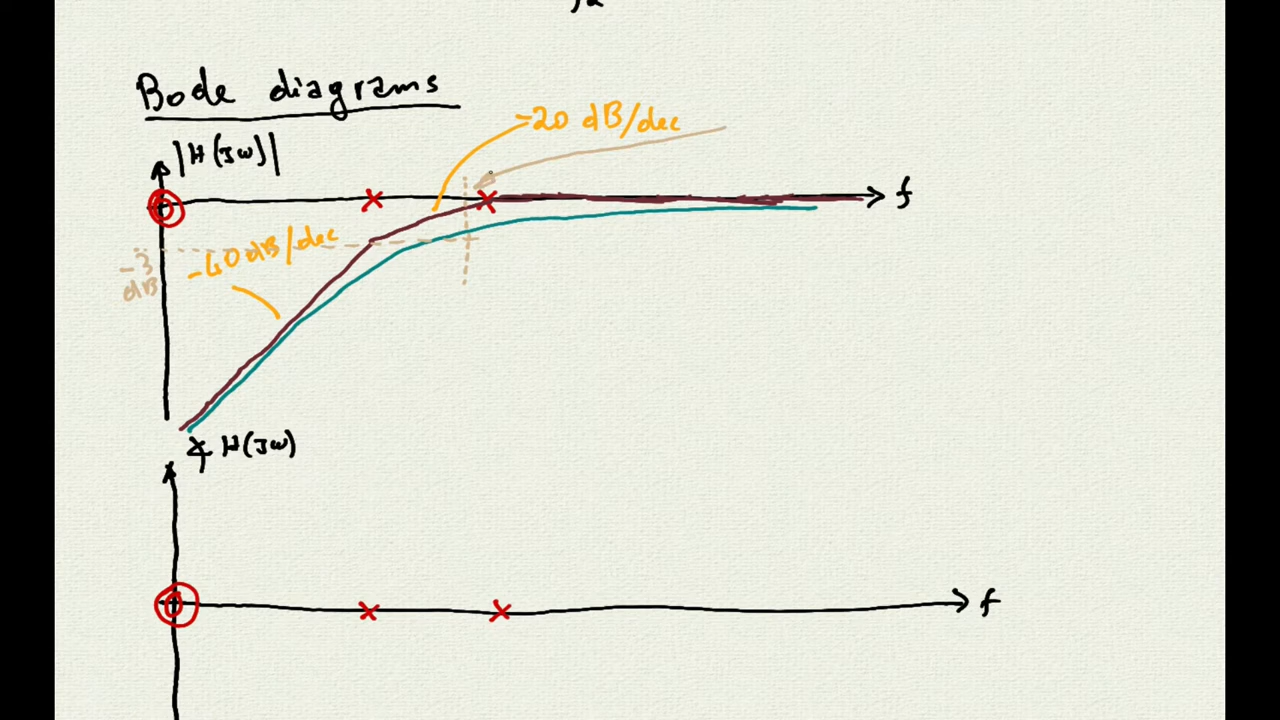 Bode diagrams
-20 dB/dec
|H(jω)|
f
-40 dB/dec
-3
dB
∡ H(jω)
f